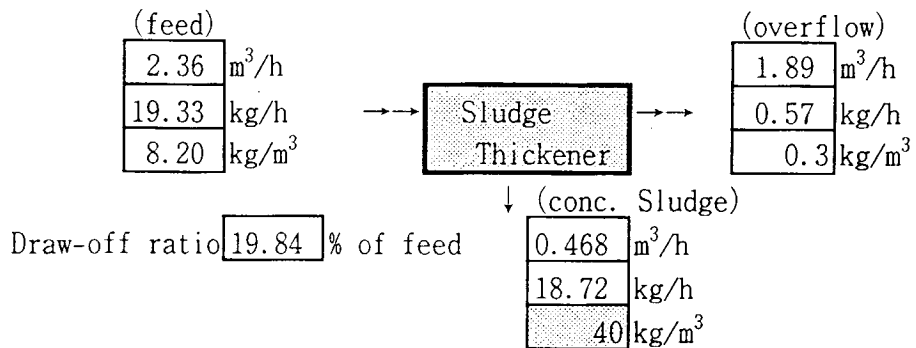 (feed)
2.36 m³/h
19.33 kg/h
8.20 kg/m³
→→
Sludge
Thickener
→→
(overflow)
1.89 m³/h
0.57 kg/h
0.3 kg/m³
↓ (conc. Sludge)
Draw-off ratio 19.84 % of feed
0.468 m³/h
18.72 kg/h
40 kg/m³